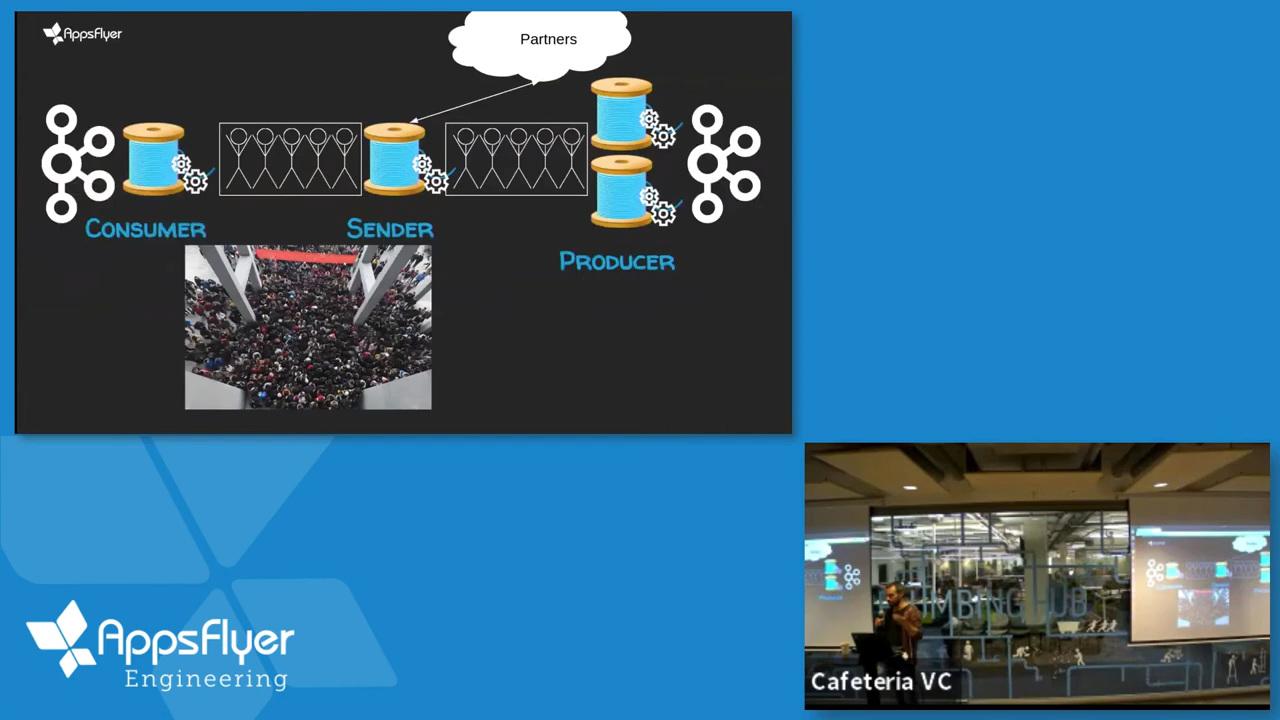 AppsFlyer
Partners
CONSUMER
SENDER
PRODUCER
AppsFlyer
Engineering
Cafeteria VC